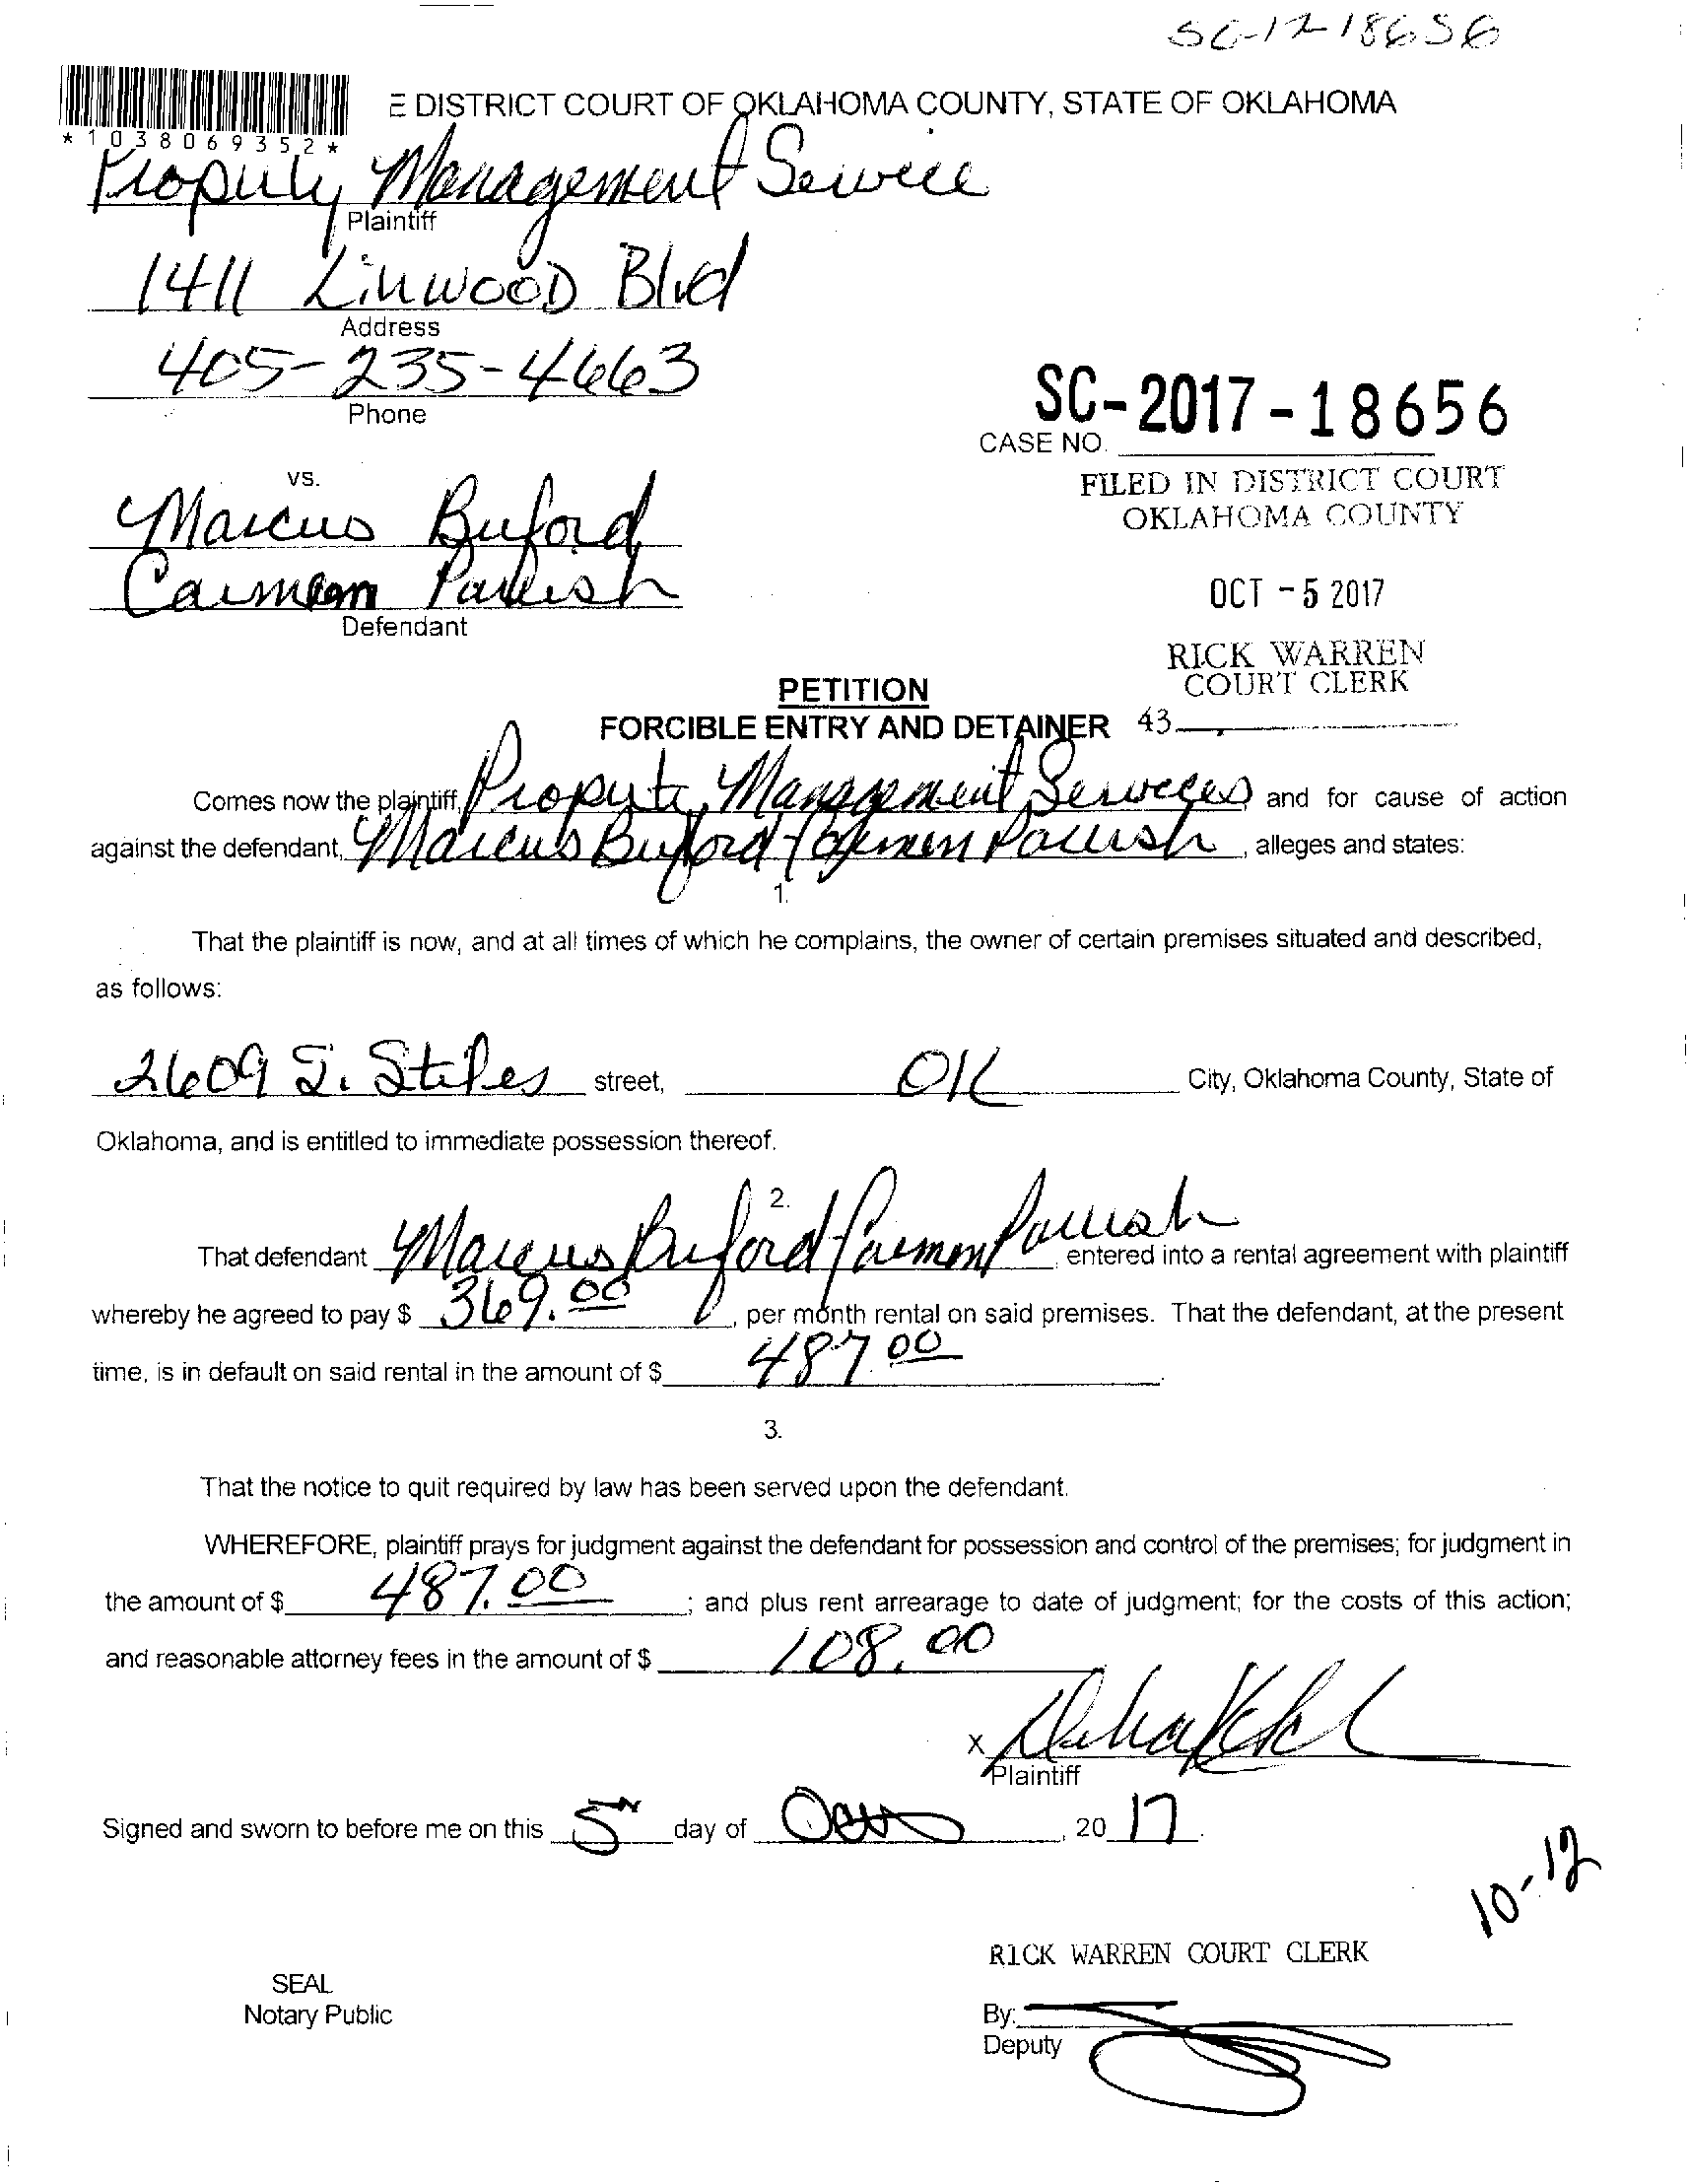 SC-17-18656
E DISTRICT COURT OF OKLAHOMA COUNTY, STATE OF OKLAHOMA
*1038069352*
Property Management Service
Plaintiff
1411 Linwood Blvd
Address
405-235-4663
Phone
SC-2017-18656
CASE NO.
vs.
FILED IN DISTRICT COURT
OKLAHOMA COUNTY
Marcus Buford
Carmen Parrish
Defendant
OCT -5 2017
RICK WARREN
COURT CLERK
43
PETITION
FORCIBLE ENTRY AND DETAINER
Comes now the plaintiff, Property Management Services and for cause of action
against the defendant, Marcus Buford + Carmen Parrish, alleges and states:
1.
That the plaintiff is now, and at all times of which he complains, the owner of certain premises situated and described,
as follows:
2609 S. Stiles street, OK City, Oklahoma County, State of
Oklahoma, and is entitled to immediate possession thereof.
2.
That defendant Marcus Buford + Carmen Parrish, entered into a rental agreement with plaintiff
whereby he agreed to pay $ 369.00, per month rental on said premises. That the defendant, at the present
time, is in default on said rental in the amount of $ 487.00.
3.
That the notice to quit required by law has been served upon the defendant.
WHEREFORE, plaintiff prays for judgment against the defendant for possession and control of the premises; for judgment in
the amount of $ 487.00; and plus rent arrearage to date of judgment; for the costs of this action;
and reasonable attorney fees in the amount of $ 108.00
x
Plaintiff
Signed and sworn to before me on this 5th day of Oct, 20 17.
10-12
RICK WARREN COURT CLERK
SEAL
Notary Public
By:
Deputy